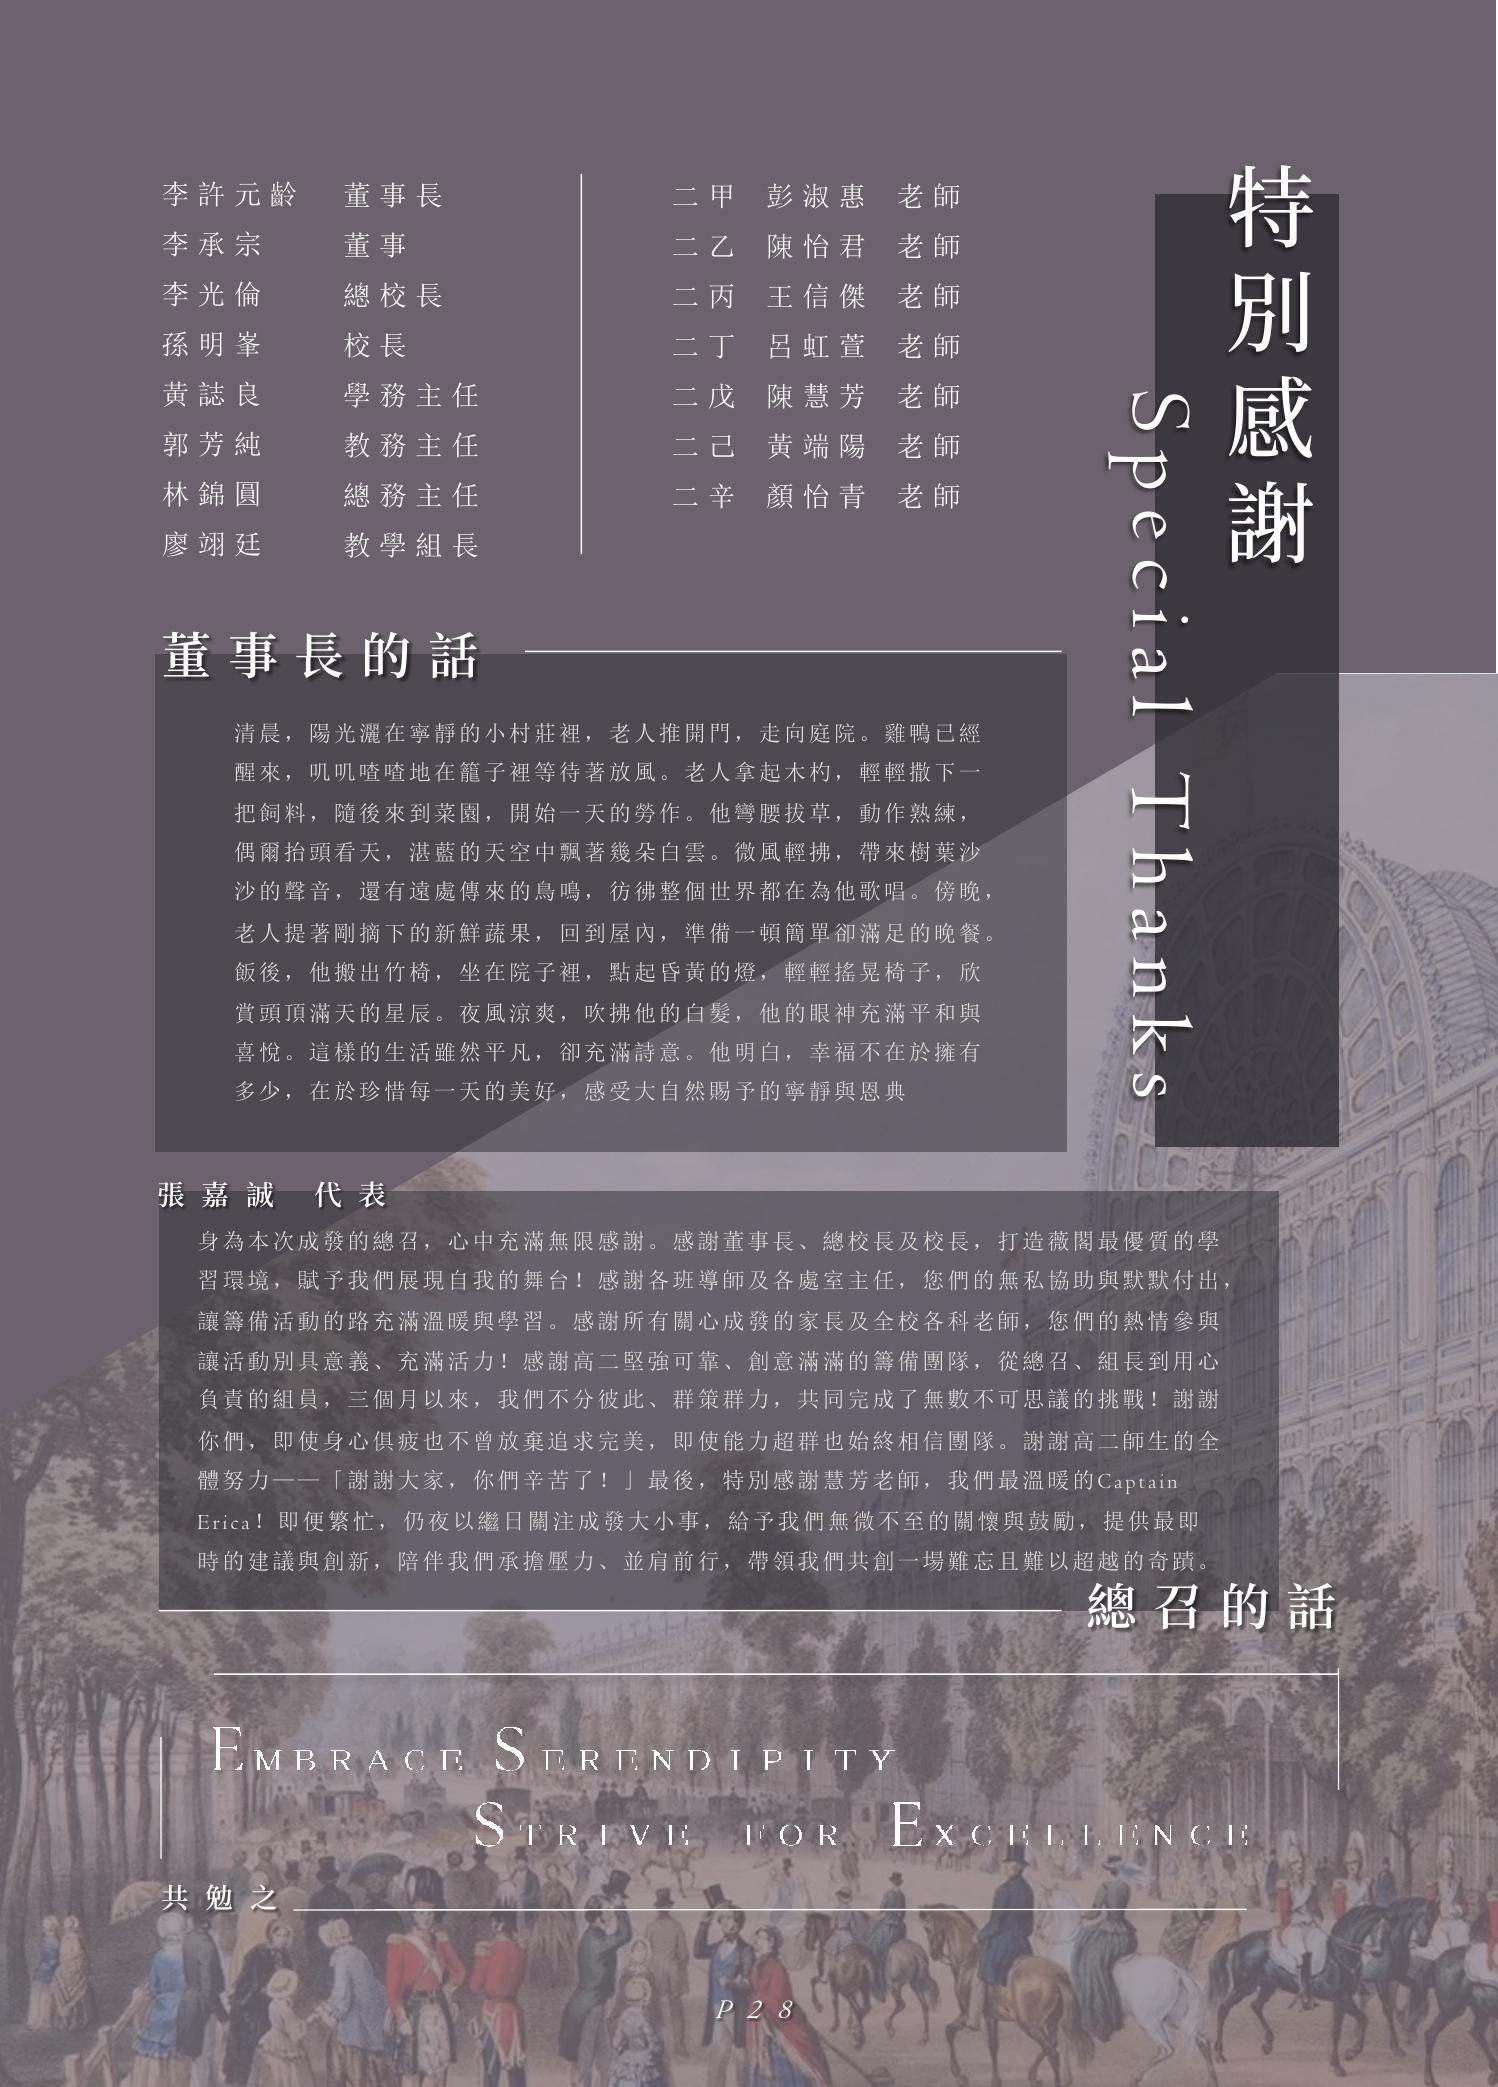 特別感謝
Special Thanks
李許元齡 董事長
李承宗 董事
李光倫 總校長
孫明峯 校長
黃誌良 學務主任
郭芳純 教務主任
林錦圓 總務主任
廖翊廷 教學組長
二甲 彭淑惠 老師
二乙 陳怡君 老師
二丙 王信傑 老師
二丁 呂虹萱 老師
二戊 陳慧芳 老師
二己 黃端陽 老師
二辛 顏怡青 老師
董事長的話
清晨，陽光灑在寧靜的小村莊裡，老人推開門，走向庭院。雞鴨已經
醒來，嘰嘰喳喳地在籠子裡等待著放風。老人拿起木杓，輕輕撒下一
把飼料，隨後來到菜園，開始一天的勞作。他彎腰拔草，動作熟練，
偶爾抬頭看天，湛藍的天空中飄著幾朵白雲。微風輕拂，帶來樹葉沙
沙的聲音，還有遠處傳來的鳥鳴，彷彿整個世界都在為他歌唱。傍晚，
老人提著剛摘下的新鮮蔬果，回到屋內，準備一頓簡單卻滿足的晚餐。
飯後，他搬出竹椅，坐在院子裡，點起昏黃的燈，輕輕搖晃椅子，欣
賞頭頂滿天的星辰。夜風涼爽，吹拂他的白髮，他的眼神充滿平和與
喜悅。這樣的生活雖然平凡，卻充滿詩意。他明白，幸福不在於擁有
多少，在於珍惜每一天的美好，感受大自然賜予的寧靜與恩典
張嘉誠 代表
身為本次成發的總召，心中充滿無限感謝。感謝董事長、總校長及校長，打造薇閣最優質的學
習環境，賦予我們展現自我的舞台！感謝各班導師及各處室主任，您們的無私協助與默默付出，
讓籌備活動的路充滿溫暖與學習。感謝所有關心成發的家長及全校各科老師，您們的熱情參與
讓活動別具意義、充滿活力！感謝高二堅強可靠、創意滿滿的籌備團隊，從總召、組長到用心
負責的組員，三個月以來，我們不分彼此、群策群力，共同完成了無數不可思議的挑戰！謝謝
你們，即使身心俱疲也不曾放棄追求完美，即使能力超群也始終相信團隊。謝謝高二師生的全
體努力——「謝謝大家，你們辛苦了！」最後，特別感謝慧芳老師，我們最溫暖的Captain
Erica！即便繁忙，仍夜以繼日關注成發大小事，給予我們無微不至的關懷與鼓勵，提供最即
時的建議與創新，陪伴我們承擔壓力、並肩前行，帶領我們共創一場難忘且難以超越的奇蹟。
總召的話
EMBRACE SERENDIPITY
STRIVE FOR EXCELLENCE
共勉之
P28